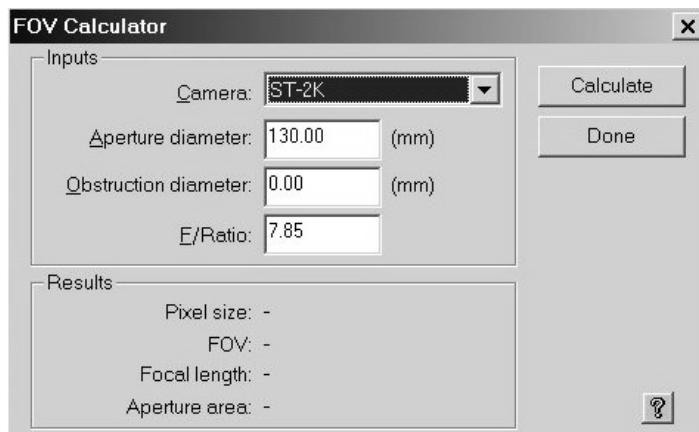 FOV Calculator
Inputs
Camera: ST-2K
Aperture diameter: 130.00 (mm)
Obstruction diameter: 0.00 (mm)
F/Ratio: 7.85
Calculate
Done
Results
Pixel size: -
FOV: -
Focal length: -
Aperture area: -
?